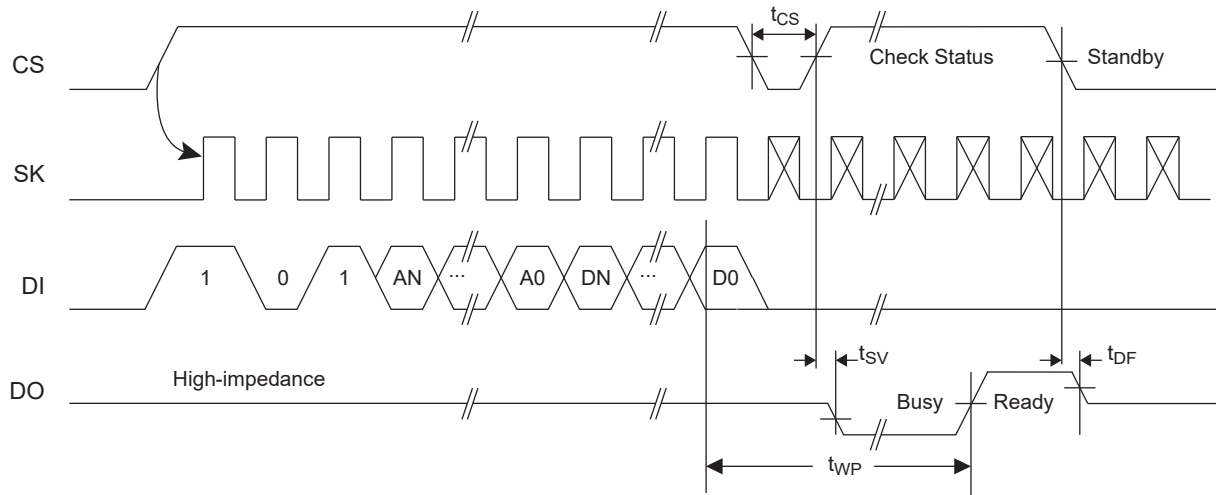 tCS
CS
Check Status
Standby
SK
DI
1
0
1
AN
...
A0
DN
...
D0
tSV
tDF
High-impedance
DO
Busy
Ready
tWP